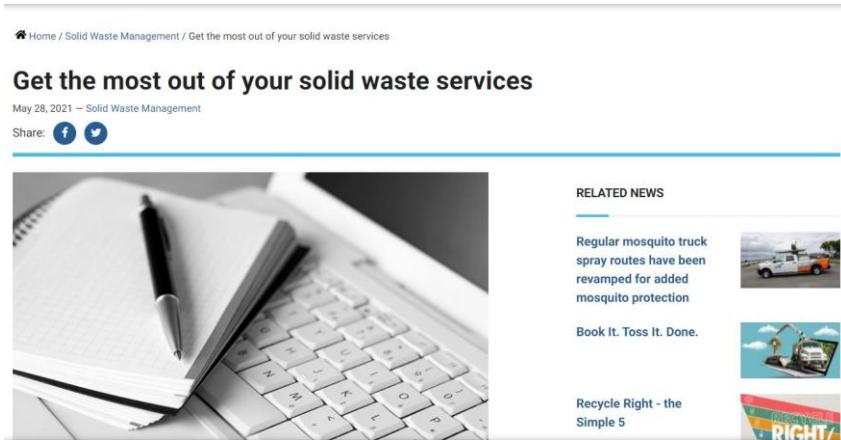 Home / Solid Waste Management / Get the most out of your solid waste services
Get the most out of your solid waste services
May 28, 2021 — Solid Waste Management
Share:
RELATED NEWS
Regular mosquito truck
spray routes have been
revamped for added
mosquito protection
Book It. Toss It. Done.
Recycle Right - the
Simple 5
RECYCLE
RIGHT/